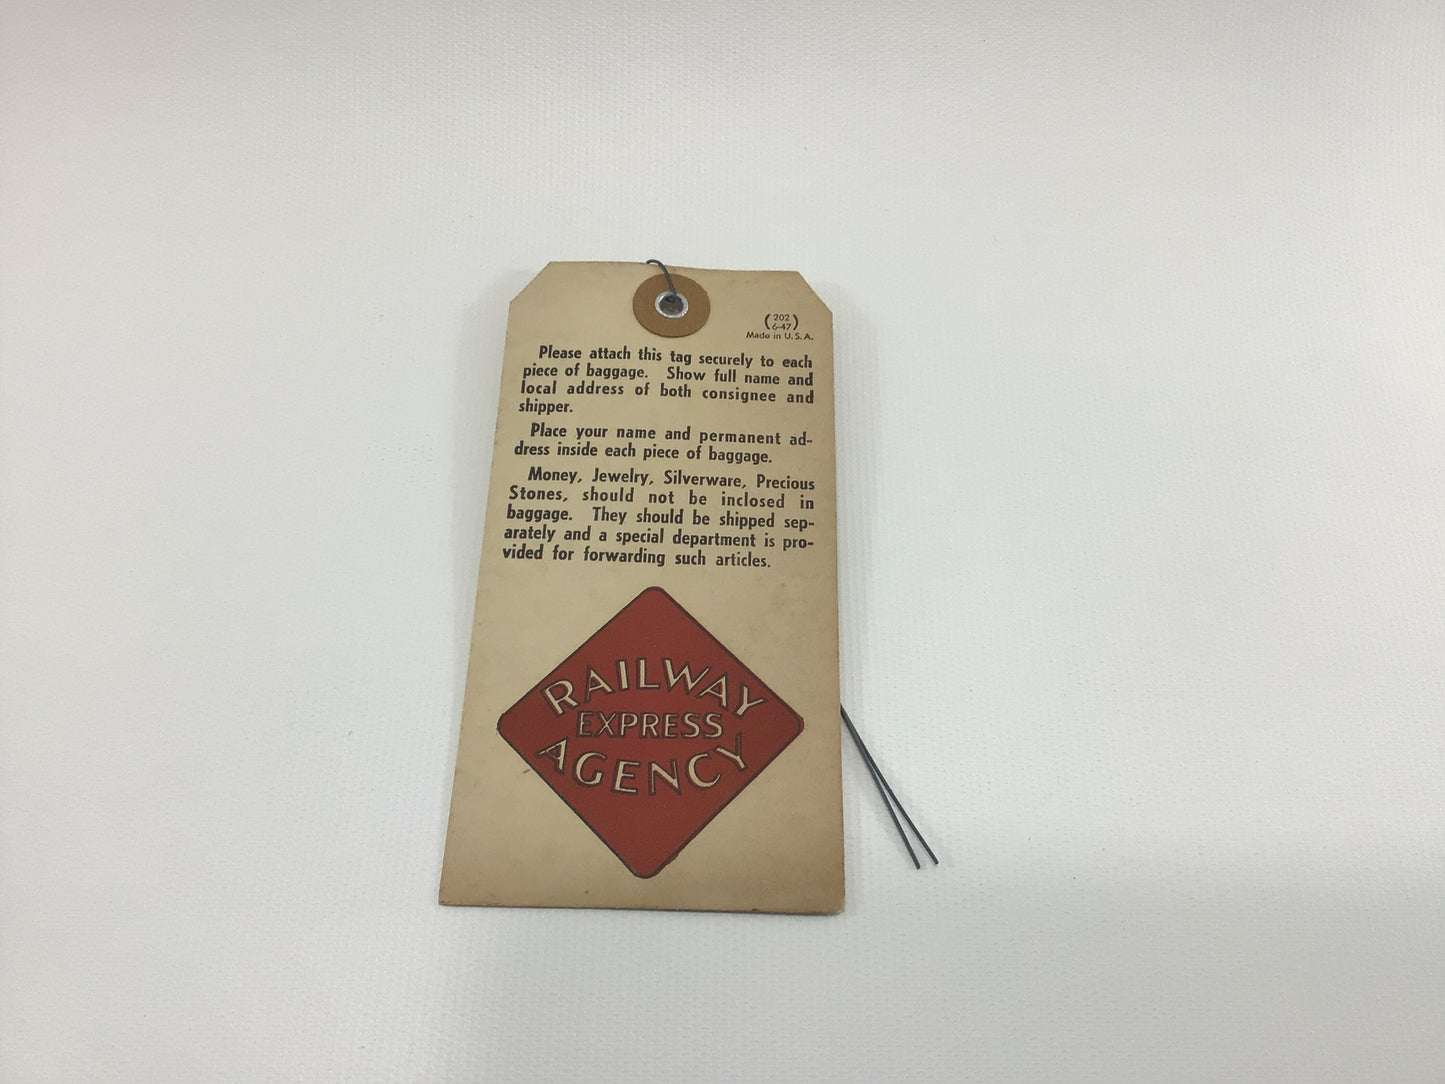 (202
6-47)
Made in U.S.A.
Please attach this tag securely to each
piece of baggage. Show full name and
local address of both consignee and
shipper.
Place your name and permanent ad-
dress inside each piece of baggage.
Money, Jewelry, Silverware, Precious
Stones, should not be inclosed in
baggage. They should be shipped sep-
arately and a special department is pro-
vided for forwarding such articles.
RAILWAY
EXPRESS
AGENCY